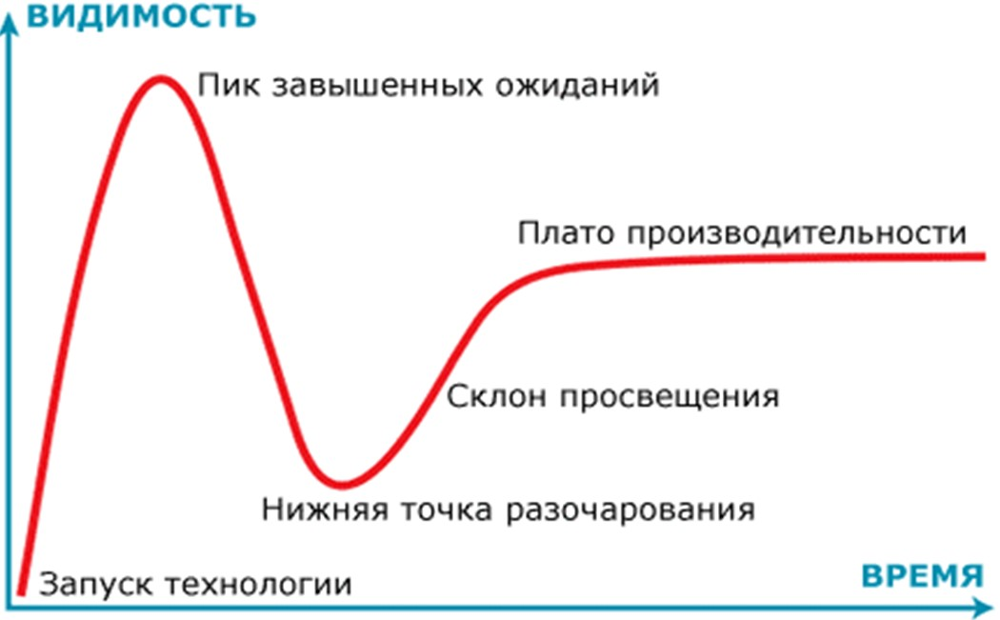 ВИДИМОСТЬ
Пик завышенных ожиданий
Плато производительности
Склон просвещения
Нижняя точка разочарования
Запуск технологии
ВРЕМЯ